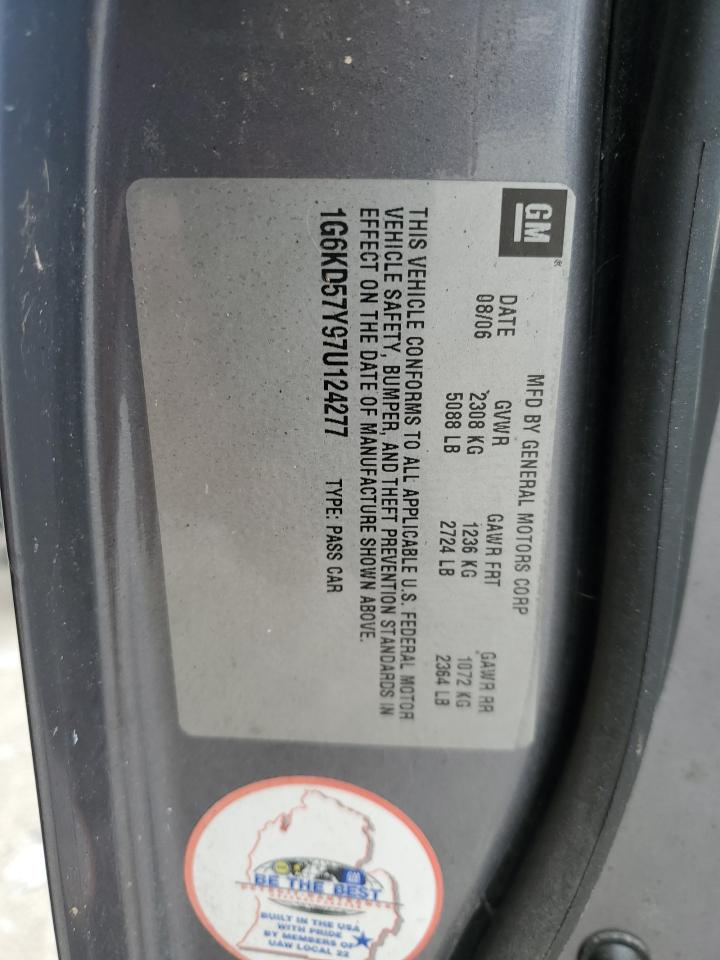 GM
MFD BY GENERAL MOTORS CORP
DATE GVWR GAWR FRT GAWR RR
08/06 2308 KG 1236 KG 1072 KG
5088 LB 2724 LB 2364 LB
THIS VEHICLE CONFORMS TO ALL APPLICABLE U.S. FEDERAL MOTOR
VEHICLE SAFETY, BUMPER, AND THEFT PREVENTION STANDARDS IN
EFFECT ON THE DATE OF MANUFACTURE SHOWN ABOVE.
1G6KD57Y97U124277 TYPE: PASS CAR
GM
BE THE BEST
BUILT IN THE USA
WITH PRIDE
BY MEMBERS OF
UAW LOCAL 22